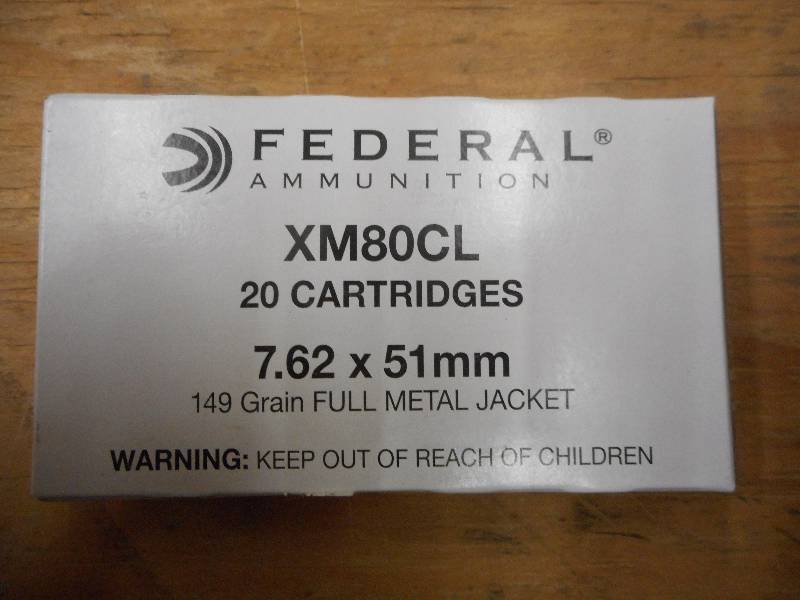 FEDERAL®
AMMUNITION
XM80CL
20 CARTRIDGES
7.62 x 51mm
149 Grain FULL METAL JACKET
WARNING: KEEP OUT OF REACH OF CHILDREN